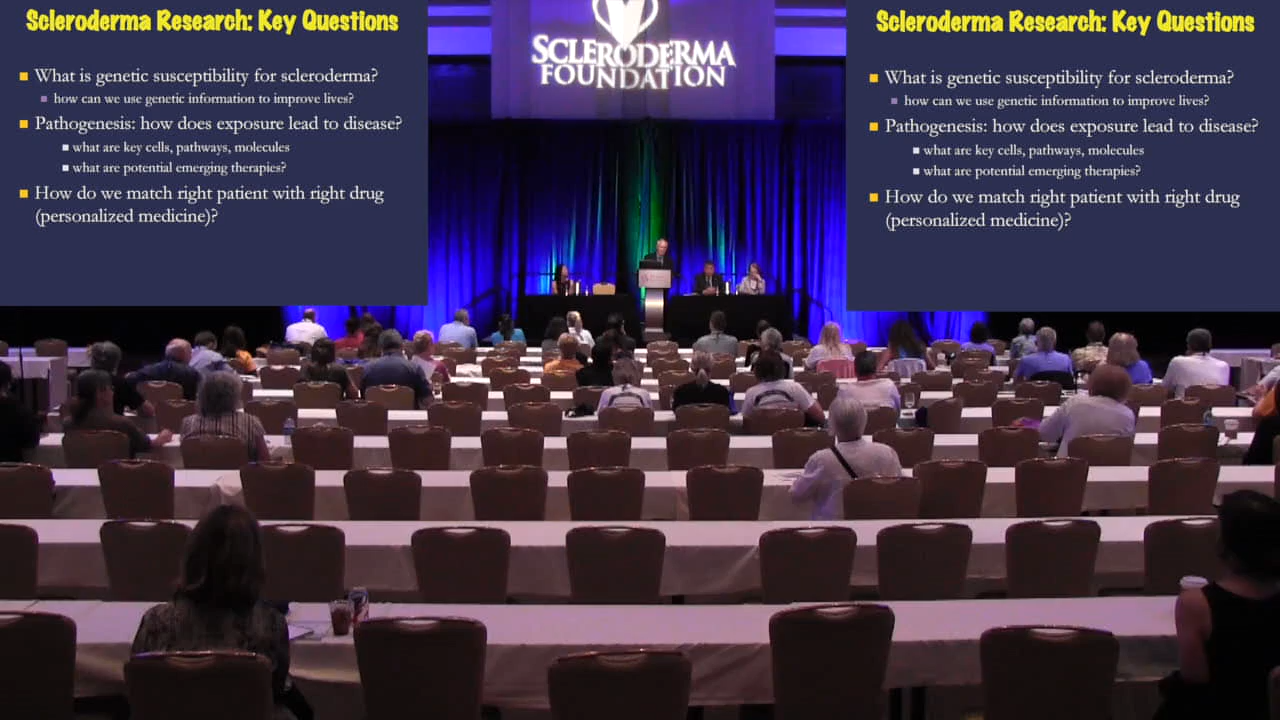 Scleroderma Research: Key Questions
What is genetic susceptibility for scleroderma?
how can we use genetic information to improve lives?
Pathogenesis: how does exposure lead to disease?
what are key cells, pathways, molecules
what are potential emerging therapies?
How do we match right patient with right drug
(personalized medicine)?
SCLERODERMA
FOUNDATION
Scleroderma Research: Key Questions
What is genetic susceptibility for scleroderma?
how can we use genetic information to improve lives?
Pathogenesis: how does exposure lead to disease?
what are key cells, pathways, molecules
what are potential emerging therapies?
How do we match right patient with right drug
(personalized medicine)?